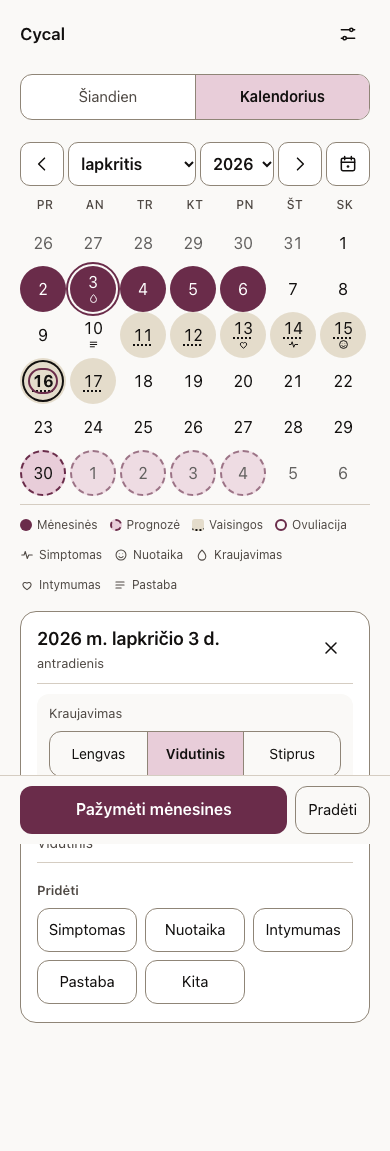 Cycal
Šiandien Kalendorius
lapkritis 2026
PR AN TR KT PN ŠT SK
26 27 28 29 30 31 1
2 3 4 5 6 7 8
9 10 11 12 13 14 15
16 17 18 19 20 21 22
23 24 25 26 27 28 29
30 1 2 3 4 5 6
Mėnesinės Prognozė Vaisingos Ovuliacija
Simptomas Nuotaika Kraujavimas
Intymumas Pastaba
2026 m. lapkričio 3 d.
antradienis
Kraujavimas
Lengvas Vidutinis Stiprus
Pažymėti mėnesines Pradėti
Vidutinis
Pridėti
Simptomas Nuotaika Intymumas
Pastaba Kita